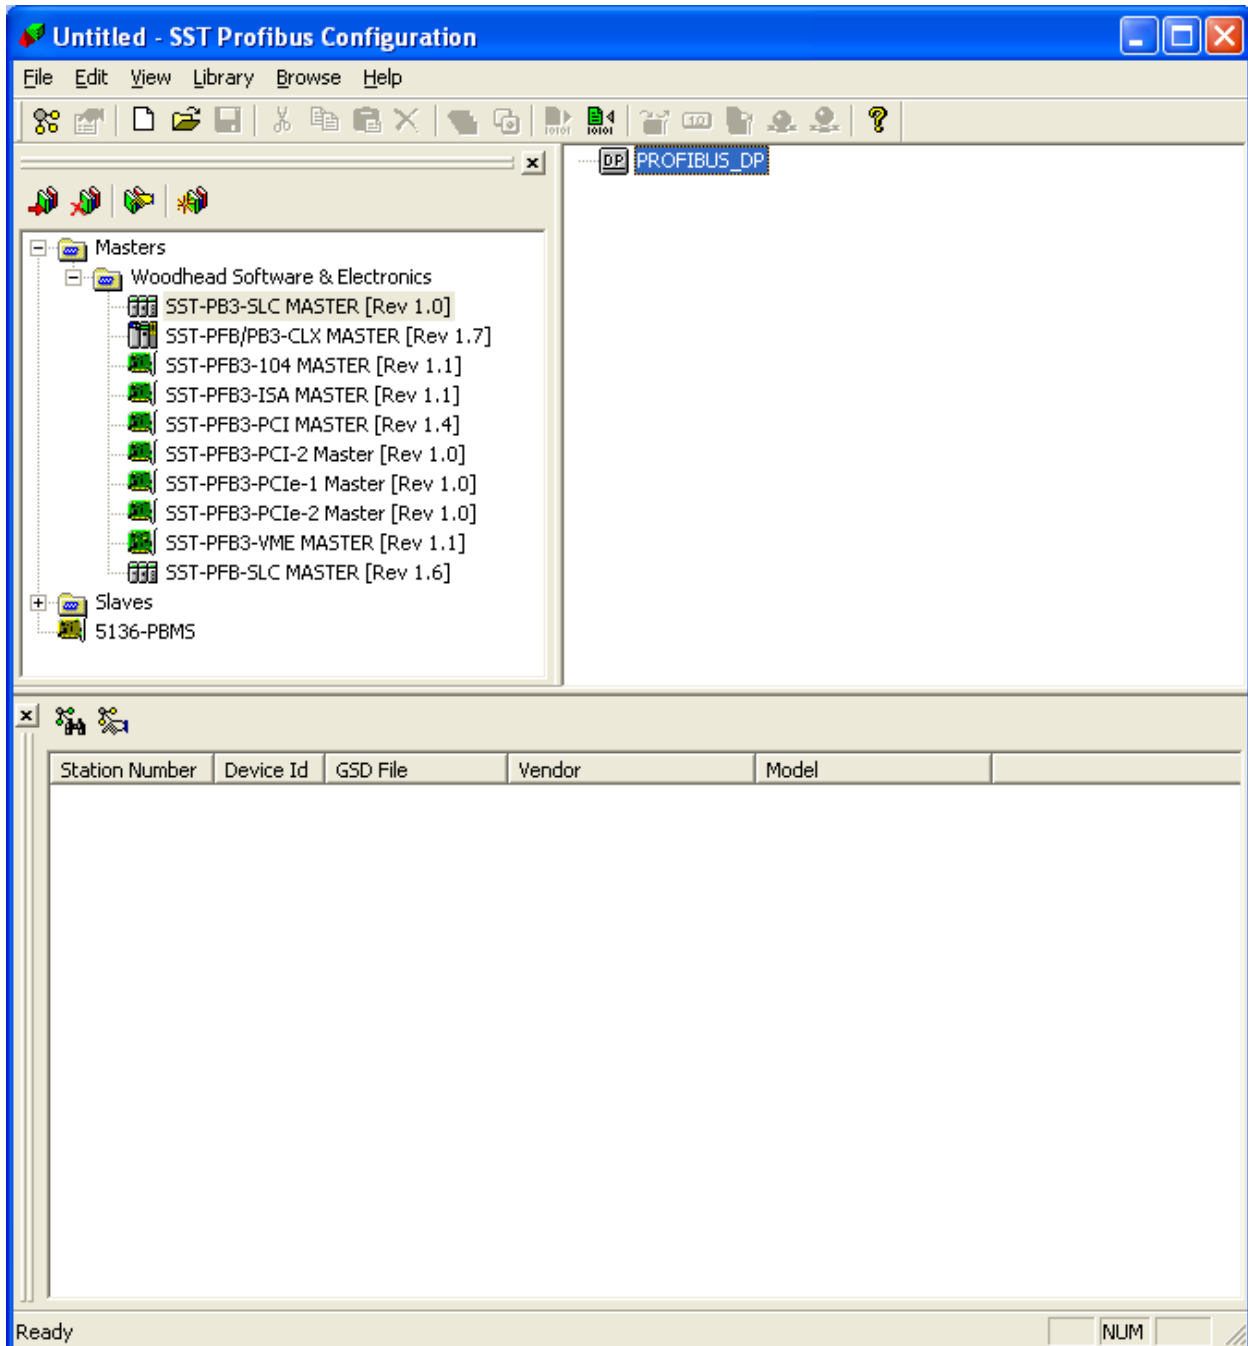 Untitled - SST Profibus Configuration
File Edit View Library Browse Help
DP PROFIBUS_DP
Masters
Woodhead Software & Electronics
SST-PB3-SLC MASTER [Rev 1.0]
SST-PFB/PB3-CLX MASTER [Rev 1.7]
SST-PFB3-104 MASTER [Rev 1.1]
SST-PFB3-ISA MASTER [Rev 1.1]
SST-PFB3-PCI MASTER [Rev 1.4]
SST-PFB3-PCI-2 Master [Rev 1.0]
SST-PFB3-PCIe-1 Master [Rev 1.0]
SST-PFB3-PCIe-2 Master [Rev 1.0]
SST-PFB3-VME MASTER [Rev 1.1]
SST-PFB-SLC MASTER [Rev 1.6]
Slaves
5136-PBMS
Station Number Device Id GSD File Vendor Model
Ready NUM